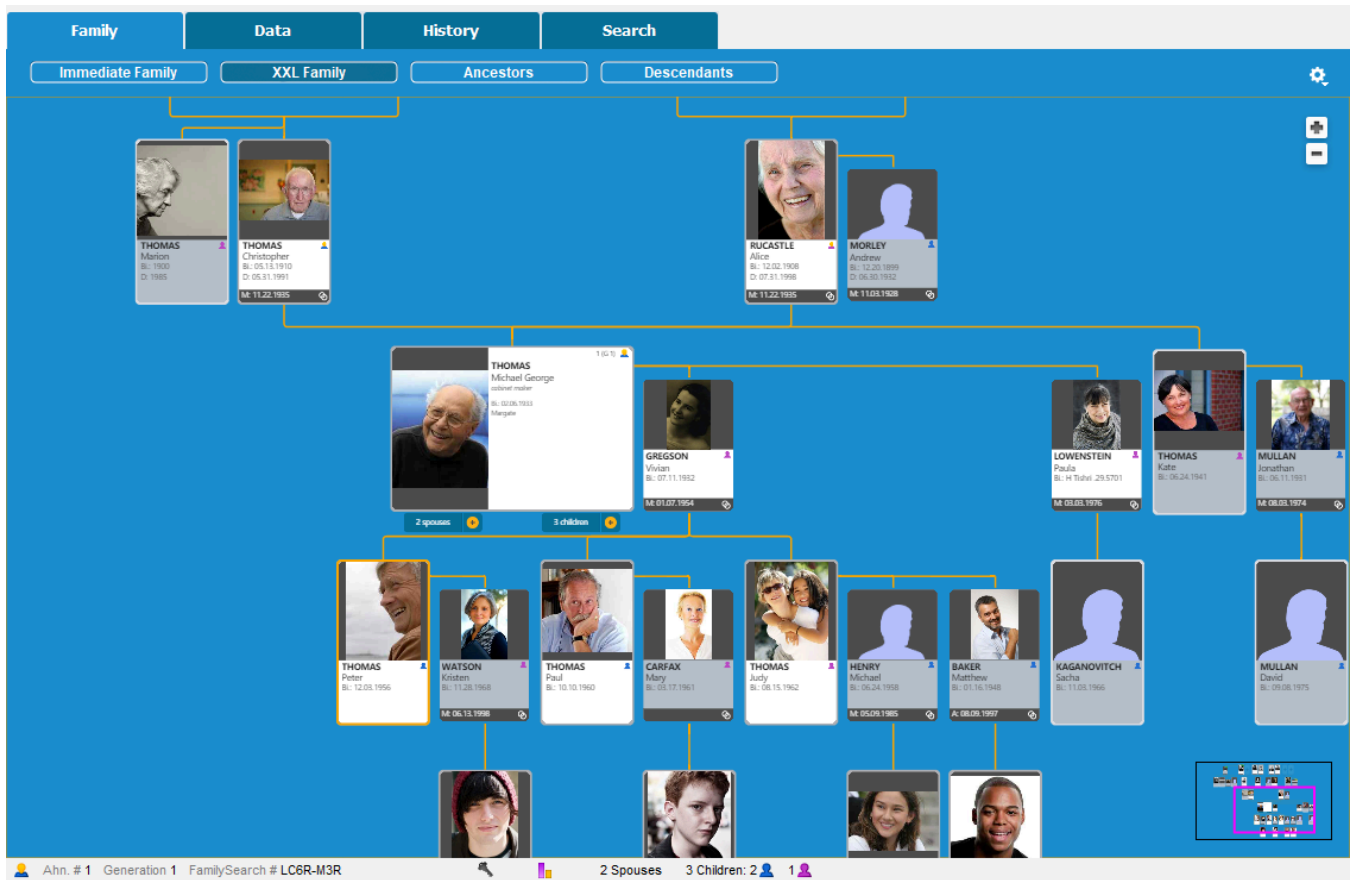 Family
Data
History
Search
Immediate Family
XXL Family
Ancestors
Descendants
THOMAS
Marion
Bi.: 1900
D: 1985
THOMAS
Christopher
Bi.: 05.13.1910
D: 05.31.1991
M: 11.22.1935
RUCASTLE
Alice
Bi.: 12.02.1908
D: 07.31.1998
M: 11.22.1935
MORLEY
Andrew
Bi.: 12.20.1899
D: 06.30.1932
M: 11.03.1928
1 (G 1)
THOMAS
Michael George
cabinet maker
Bi.: 02.06.1933
Margate
2 spouses
3 children
GREGSON
Vivian
Bi.: 07.11.1932
M: 01.07.1954
LOWENSTEIN
Paula
Bi.: H Tishri .29.5701
M: 03.03.1976
THOMAS
Kate
Bi.: 06.24.1941
MULLAN
Jonathan
Bi.: 06.11.1931
M: 08.03.1974
THOMAS
Peter
Bi.: 12.03.1956
WATSON
Kristen
Bi.: 11.28.1968
M: 06.13.1998
THOMAS
Paul
Bi.: 10.10.1960
CARFAX
Mary
Bi.: 03.17.1961
THOMAS
Judy
Bi.: 08.15.1962
HENRY
Michael
Bi.: 06.24.1958
M: 05.09.1985
BAKER
Matthew
Bi.: 01.16.1948
A: 08.09.1997
KAGANOVITCH
Sacha
Bi.: 11.05.1966
MULLAN
David
Bi.: 09.08.1975
Ahn. # 1 Generation 1 FamilySearch # LC6R-M3R 2 Spouses 3 Children: 2 1